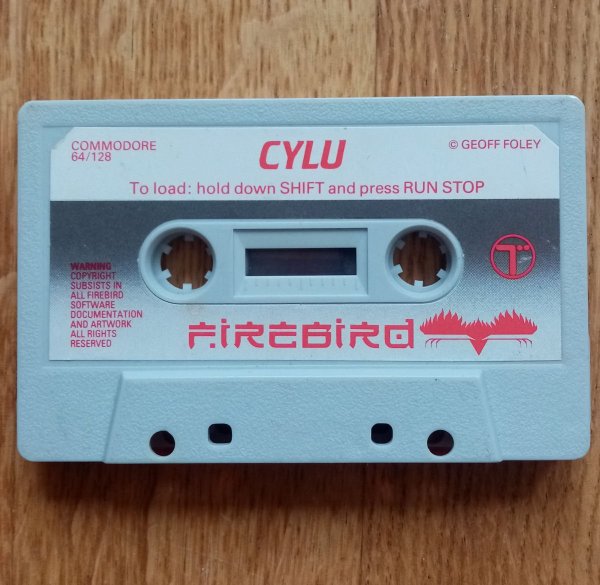 COMMODORE
64/128
CYLU
© GEOFF FOLEY
To load: hold down SHIFT and press RUN STOP
WARNING
COPYRIGHT
SUBSISTS IN
ALL FIREBIRD
SOFTWARE
DOCUMENTATION
AND ARTWORK
ALL RIGHTS
RESERVED
FIREBIRD
T